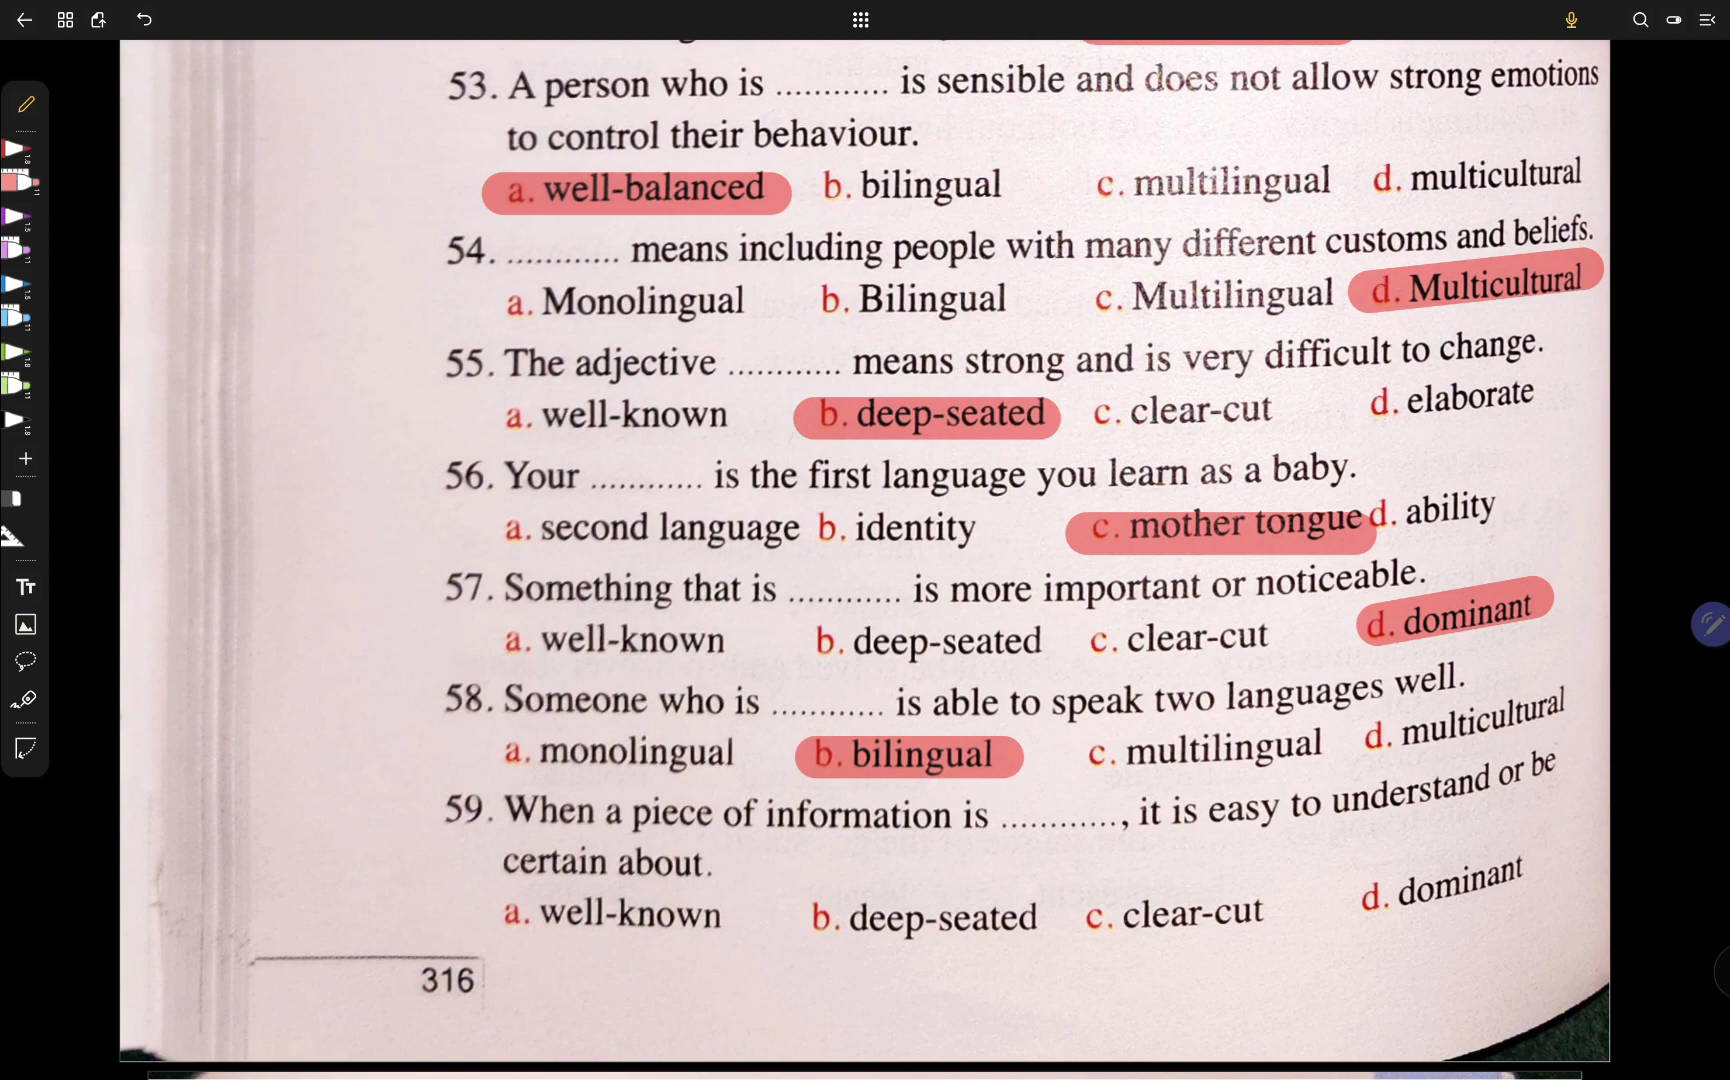 53. A person who is ............ is sensible and does not allow strong emotions
to control their behaviour.
a. well-balanced b. bilingual c. multilingual d. multicultural
54. ............ means including people with many different customs and beliefs.
a. Monolingual b. Bilingual c. Multilingual d. Multicultural
55. The adjective ............ means strong and is very difficult to change.
a. well-known b. deep-seated c. clear-cut d. elaborate
56. Your ............ is the first language you learn as a baby.
a. second language b. identity c. mother tongue d. ability
57. Something that is ............ is more important or noticeable.
a. well-known b. deep-seated c. clear-cut d. dominant
58. Someone who is ............ is able to speak two languages well.
a. monolingual b. bilingual c. multilingual d. multicultural
59. When a piece of information is ............, it is easy to understand or be
certain about.
a. well-known b. deep-seated c. clear-cut d. dominant
316